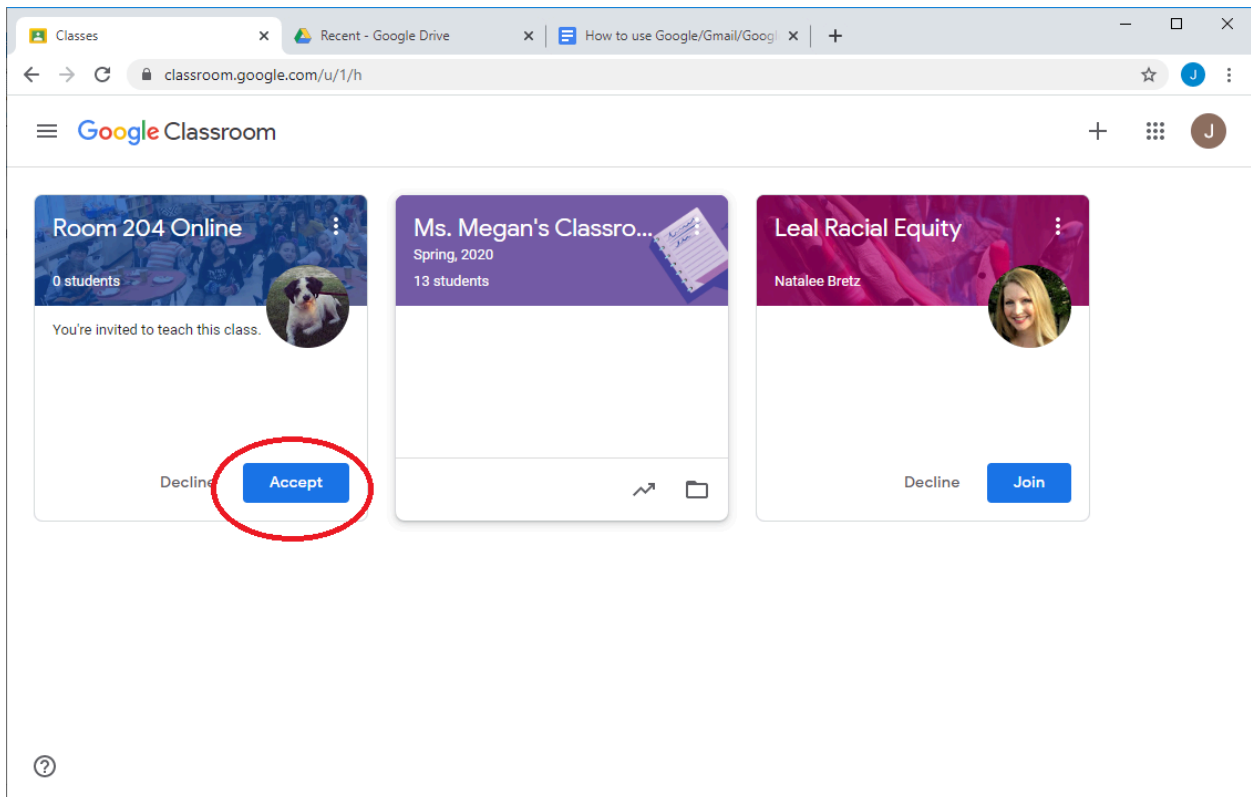 Classes
Recent - Google Drive
How to use Google/Gmail/Googl
classroom.google.com/u/1/h
J
Google Classroom
J
Room 204 Online
0 students
You're invited to teach this class.
Decline
Accept
Ms. Megan's Classro...
Spring, 2020
13 students
Leal Racial Equity
Natalee Bretz
Decline
Join